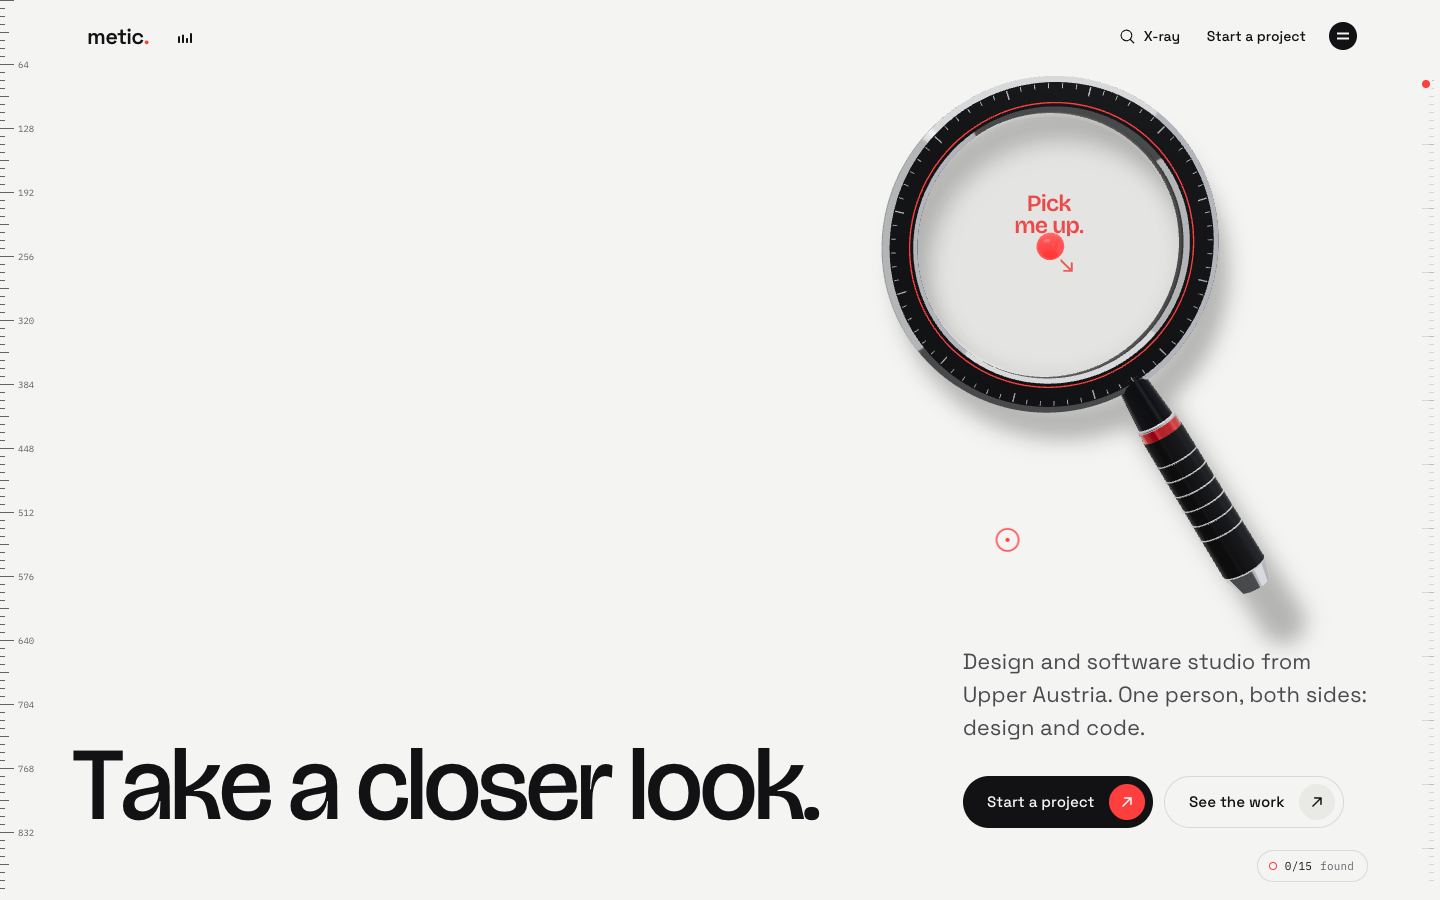 metic.
X-ray
Start a project
64
128
192
256
320
384
448
512
576
640
704
768
832
Pick
me up.
Design and software studio from
Upper Austria. One person, both sides:
design and code.
Take a closer look.
Start a project
See the work
0/15 found